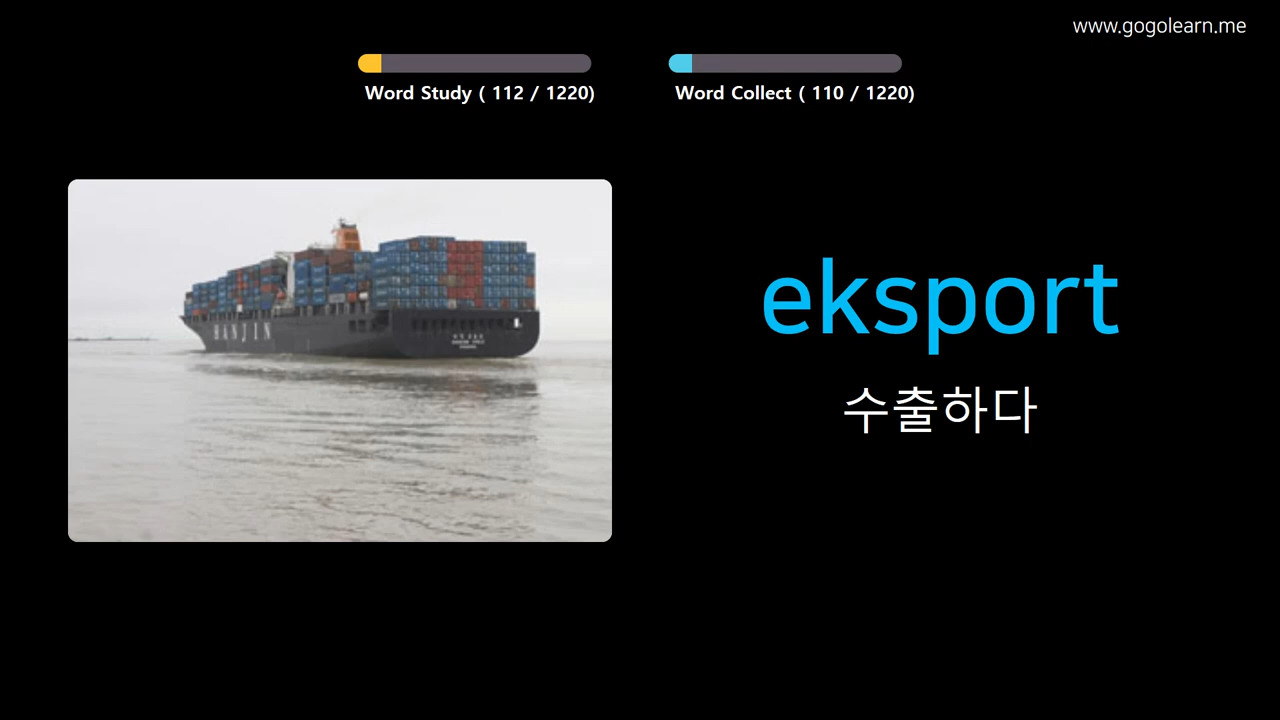 www.gogolearn.me
Word Study ( 112 / 1220)
Word Collect ( 110 / 1220)
HANJIN
eksport
수출하다